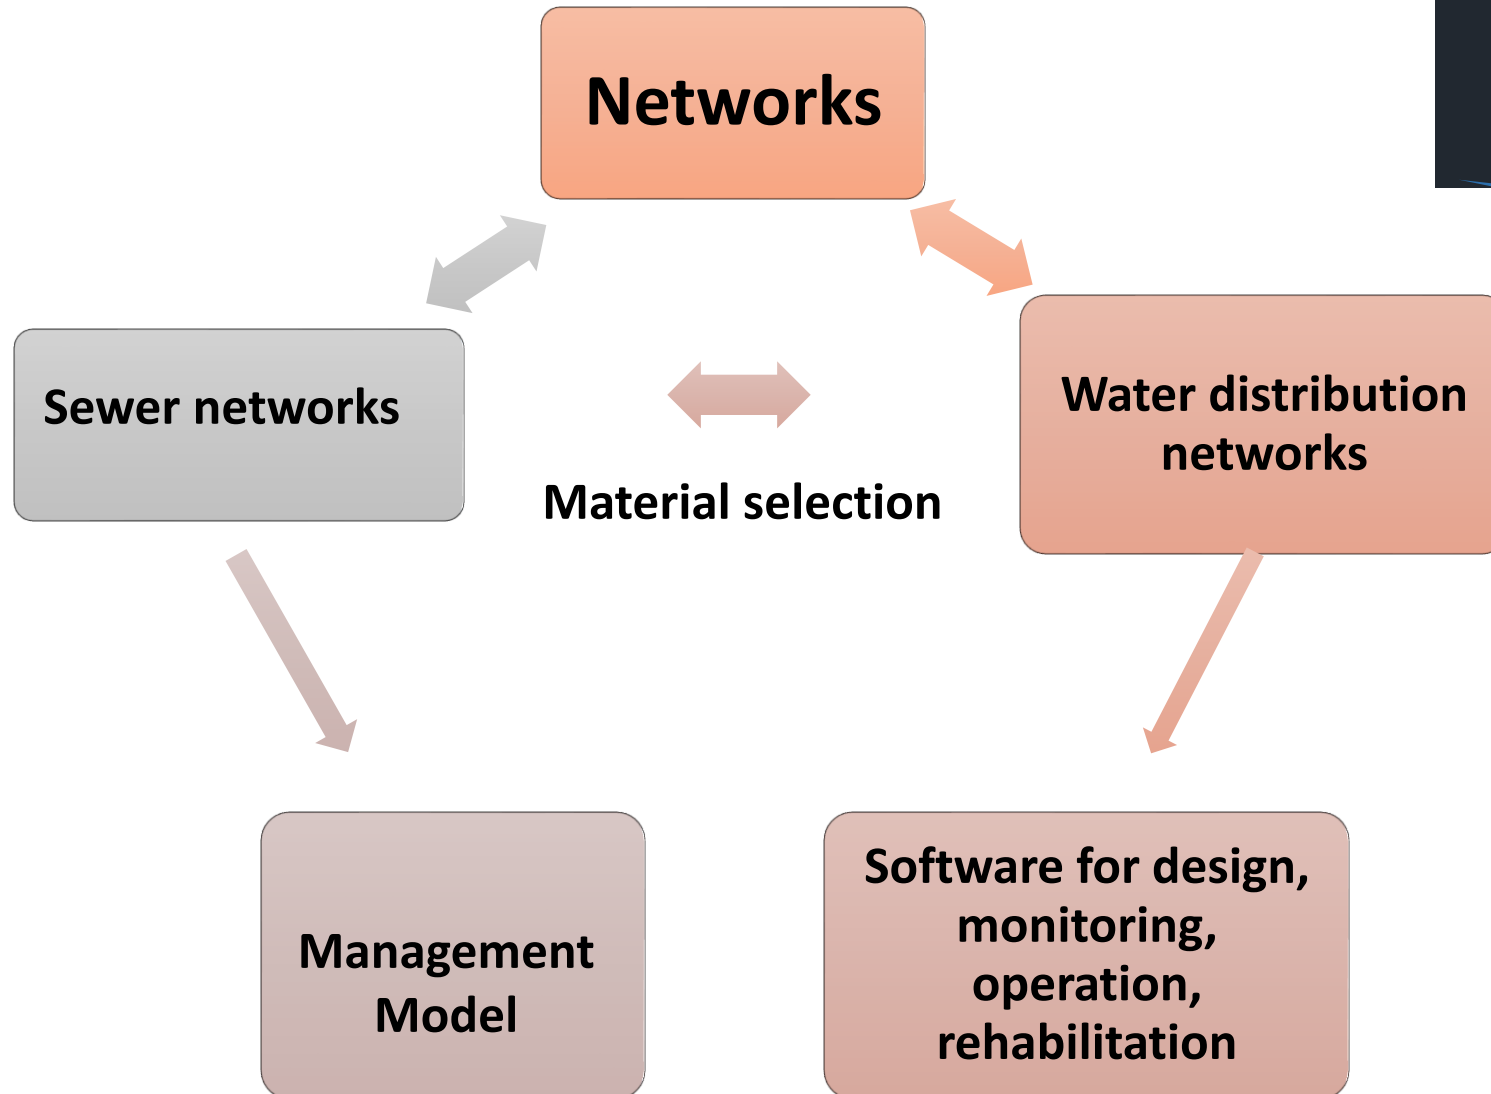 Networks
Sewer networks
Water distribution
networks
Material selection
Management
Model
Software for design,
monitoring,
operation,
rehabilitation